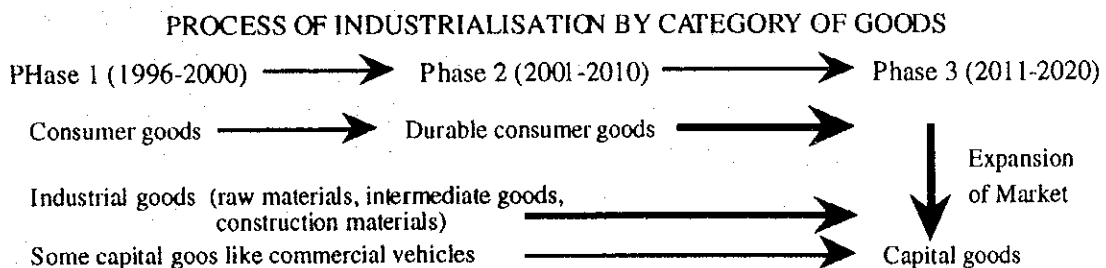 PROCESS OF INDUSTRIALISATION BY CATEGORY OF GOODS
PHase 1 (1996-2000) Phase 2 (2001-2010) Phase 3 (2011-2020)
Consumer goods Durable consumer goods
Expansion
of Market
Industrial goods (raw materials, intermediate goods,
construction materials)
Some capital goos like commercial vehicles Capital goods